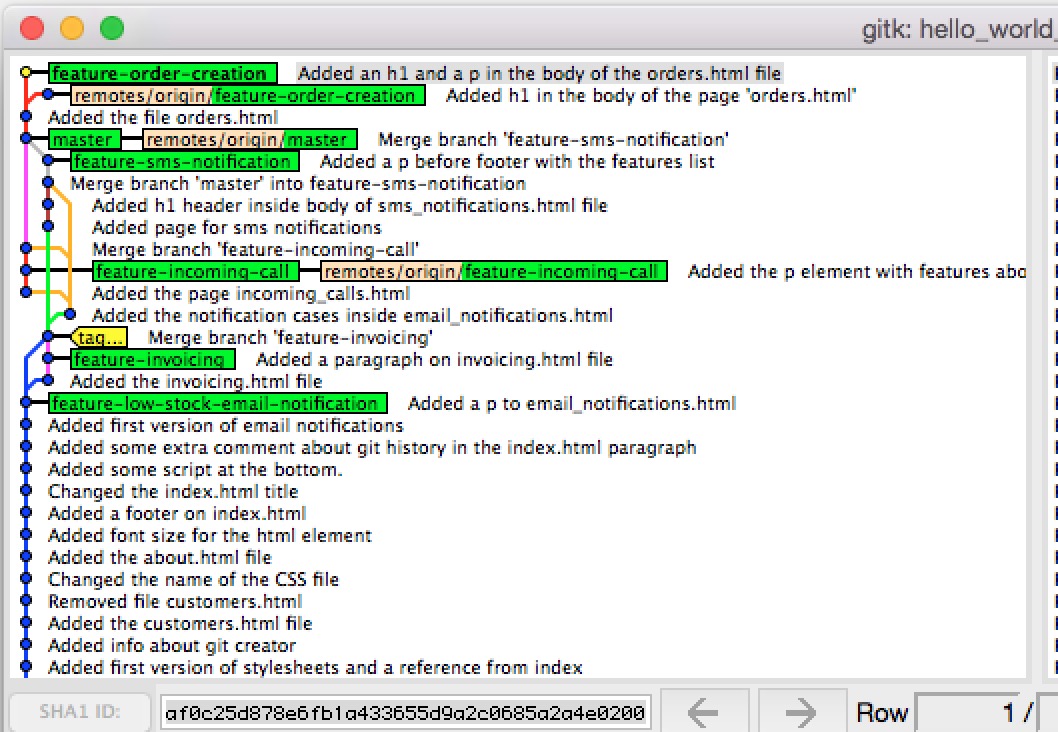 gitk: hello_world_
feature-order-creation Added an h1 and a p in the body of the orders.html file
remotes/origin/feature-order-creation Added h1 in the body of the page 'orders.html'
Added the file orders.html
master remotes/origin/master Merge branch 'feature-sms-notification'
feature-sms-notification Added a p before footer with the features list
Merge branch 'master' into feature-sms-notification
Added h1 header inside body of sms_notifications.html file
Added page for sms notifications
Merge branch 'feature-incoming-call'
feature-incoming-call remotes/origin/feature-incoming-call Added the p element with features abo
Added the page incoming_calls.html
Added the notification cases inside email_notifications.html
tag... Merge branch 'feature-invoicing'
feature-invoicing Added a paragraph on invoicing.html file
Added the invoicing.html file
feature-low-stock-email-notification Added a p to email_notifications.html
Added first version of email notifications
Added some extra comment about git history in the index.html paragraph
Added some script at the bottom.
Changed the index.html title
Added a footer on index.html
Added font size for the html element
Added the about.html file
Changed the name of the CSS file
Removed file customers.html
Added the customers.html file
Added info about git creator
Added first version of stylesheets and a reference from index
SHA1 ID: af0c25d878e6fb1a433655d9a2c0685a2a4e0200 Row 1 /